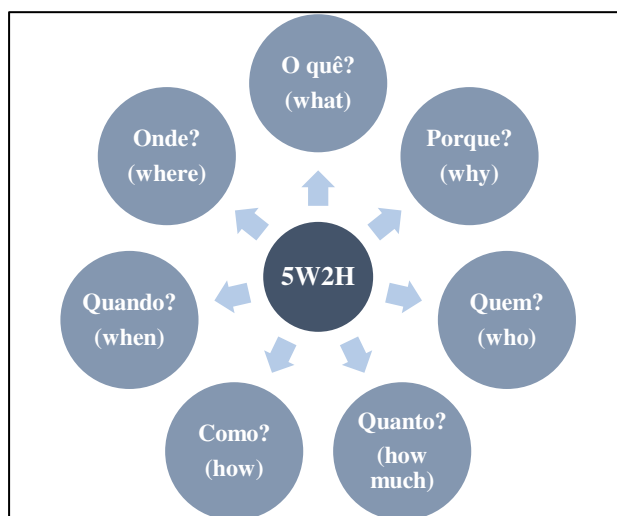 O quê?
(what)
Porque?
(why)
Quem?
(who)
Quanto?
(how
much)
Como?
(how)
Quando?
(when)
Onde?
(where)
5W2H